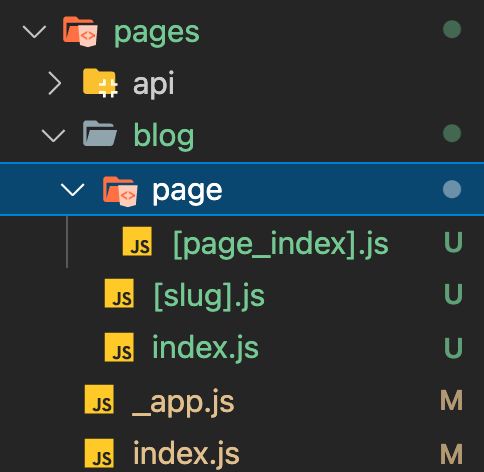 pages
api
blog
page
JS [page_index].js U
JS [slug].js U
JS index.js U
JS _app.js M
JS index.js M